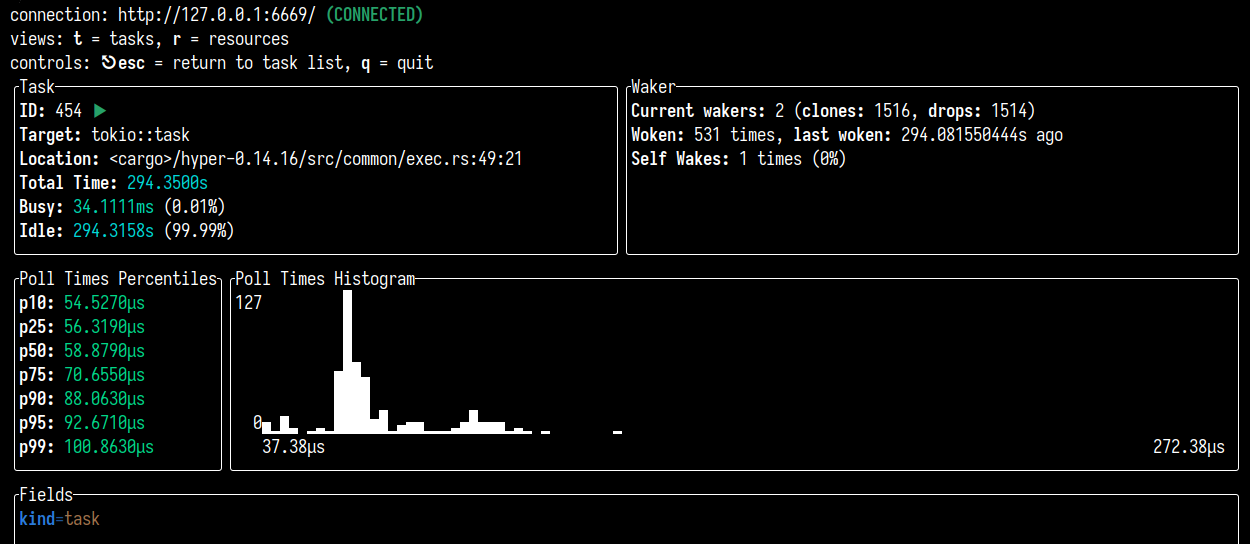 connection: http://127.0.0.1:6669/ (CONNECTED)
views: t = tasks, r = resources
controls: ⎋esc = return to task list, q = quit
Task
ID: 454 ▶
Target: tokio::task
Location: <cargo>/hyper-0.14.16/src/common/exec.rs:49:21
Total Time: 294.3500s
Busy: 34.1111ms (0.01%)
Idle: 294.3158s (99.99%)
Waker
Current wakers: 2 (clones: 1516, drops: 1514)
Woken: 531 times, last woken: 294.081550444s ago
Self Wakes: 1 times (0%)
Poll Times Percentiles
p10: 54.5270µs
p25: 56.3190µs
p50: 58.8790µs
p75: 70.6550µs
p90: 88.0630µs
p95: 92.6710µs
p99: 100.8630µs
Poll Times Histogram
127
0
37.38µs 272.38µs
Fields
kind=task